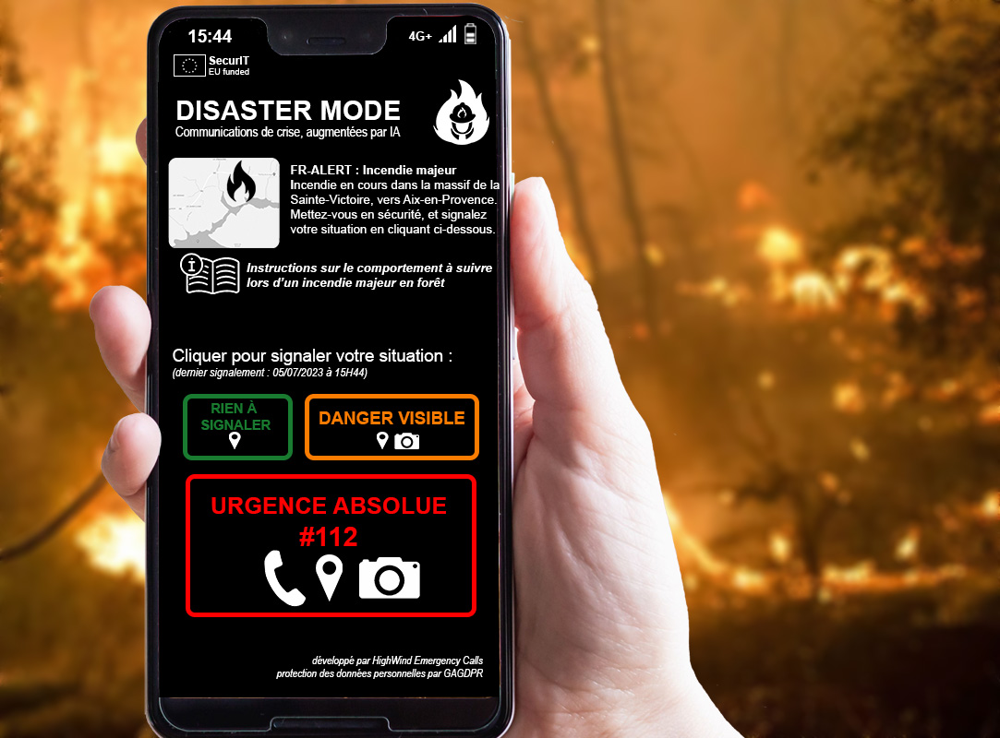 15:44
4G+
SecurIT
EU funded
DISASTER MODE
Communications de crise, augmentées par IA
FR-ALERT : Incendie majeur
Incendie en cours dans la massif de la
Sainte-Victoire, vers Aix-en-Provence.
Mettez-vous en sécurité, et signalez
votre situation en cliquant ci-dessous.
Instructions sur le comportement à suivre
lors d'un incendie majeur en forêt
Cliquer pour signaler votre situation :
(dernier signalement : 05/07/2023 à 15H44)
RIEN À
SIGNALER
DANGER VISIBLE
URGENCE ABSOLUE
#112
développé par HighWind Emergency Calls
protection des données personnelles par GAGDPR